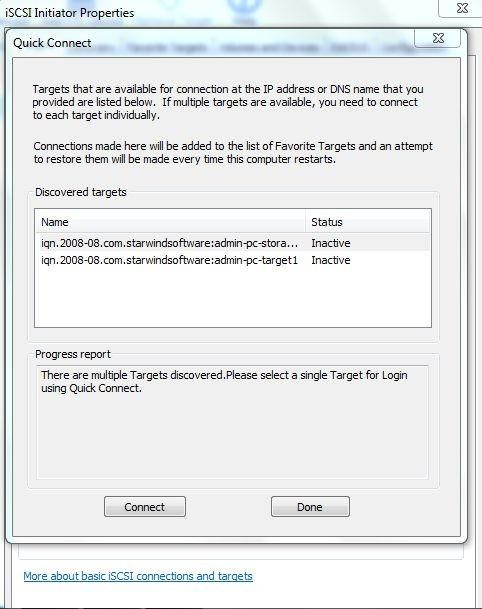 iSCSI Initiator Properties
Quick Connect
Targets that are available for connection at the IP address or DNS name that you
provided are listed below.  If multiple targets are available, you need to connect
to each target individually.
Connections made here will be added to the list of Favorite Targets and an attempt
to restore them will be made every time this computer restarts.
Discovered targets
Name Status
iqn.2008-08.com.starwindsoftware:admin-pc-stora... Inactive
iqn.2008-08.com.starwindsoftware:admin-pc-target1 Inactive
Progress report
There are multiple Targets discovered.Please select a single Target for Login
using Quick Connect.
Connect Done
More about basic iSCSI connections and targets